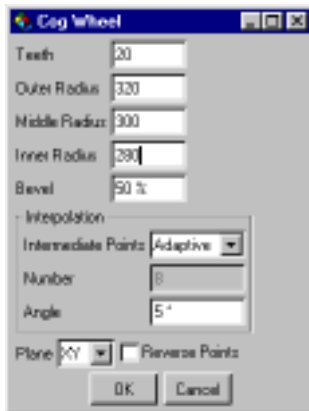 Cog Wheel
Teeth 20
Outer Radius 320
Middle Radius 300
Inner Radius 280
Bevel 50 %
Interpolation
Intermediate Points Adaptive
Number 8
Angle 5 °
Plane XY Reverse Points
OK Cancel